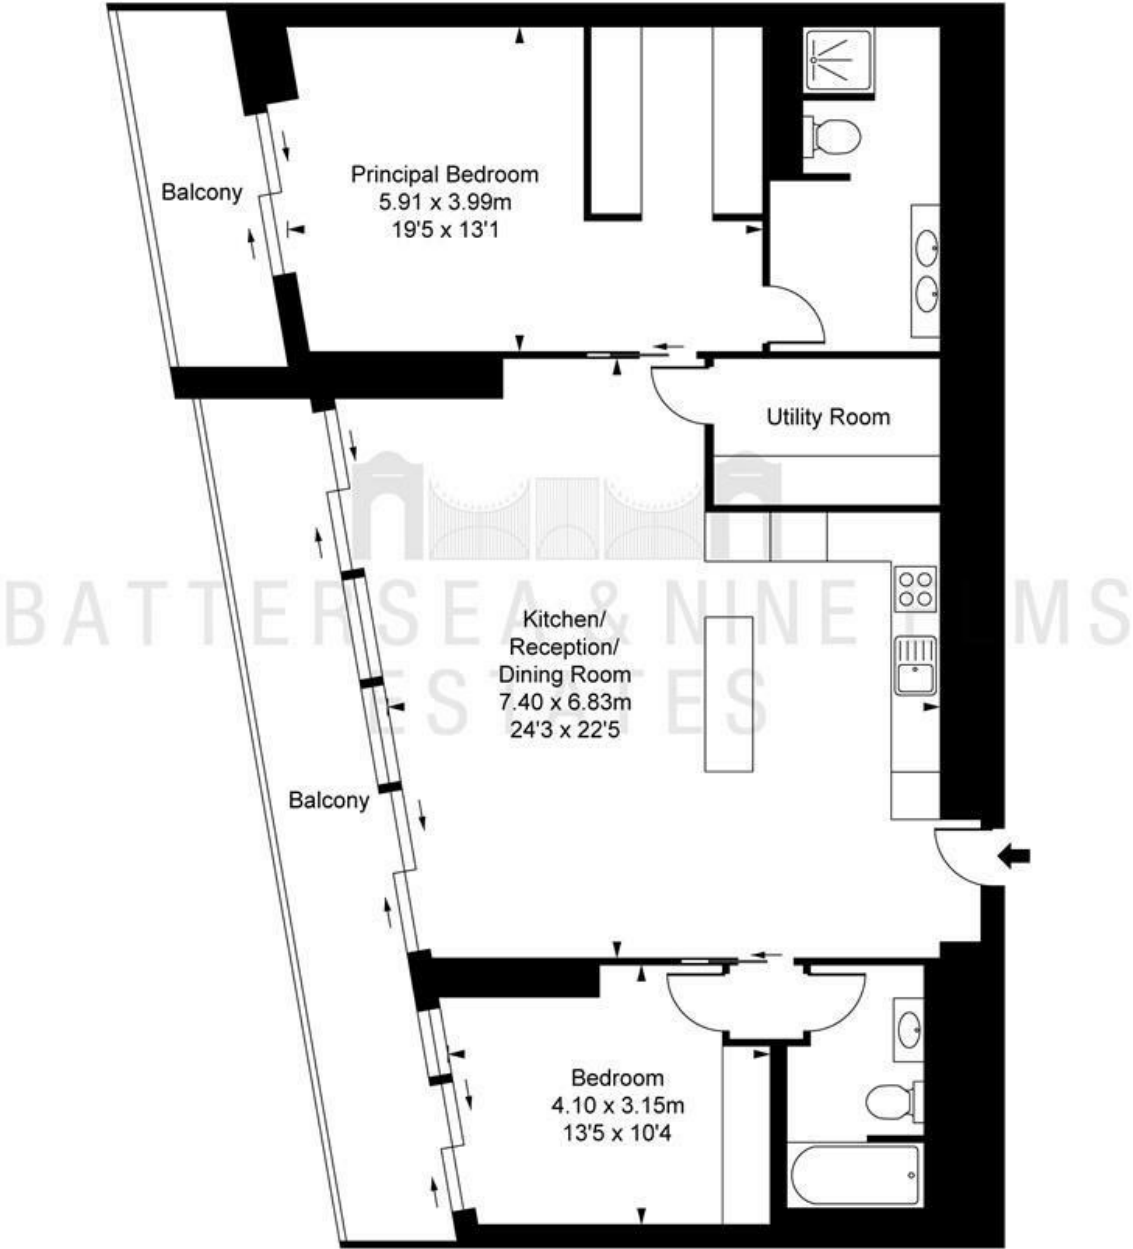 Principal Bedroom
5.91 x 3.99m
19'5 x 13'1
Balcony
Utility Room
BATTERSEA & NINE ELMS
ESTATES
Kitchen/
Reception/
Dining Room
7.40 x 6.83m
24'3 x 22'5
Balcony
Bedroom
4.10 x 3.15m
13'5 x 10'4